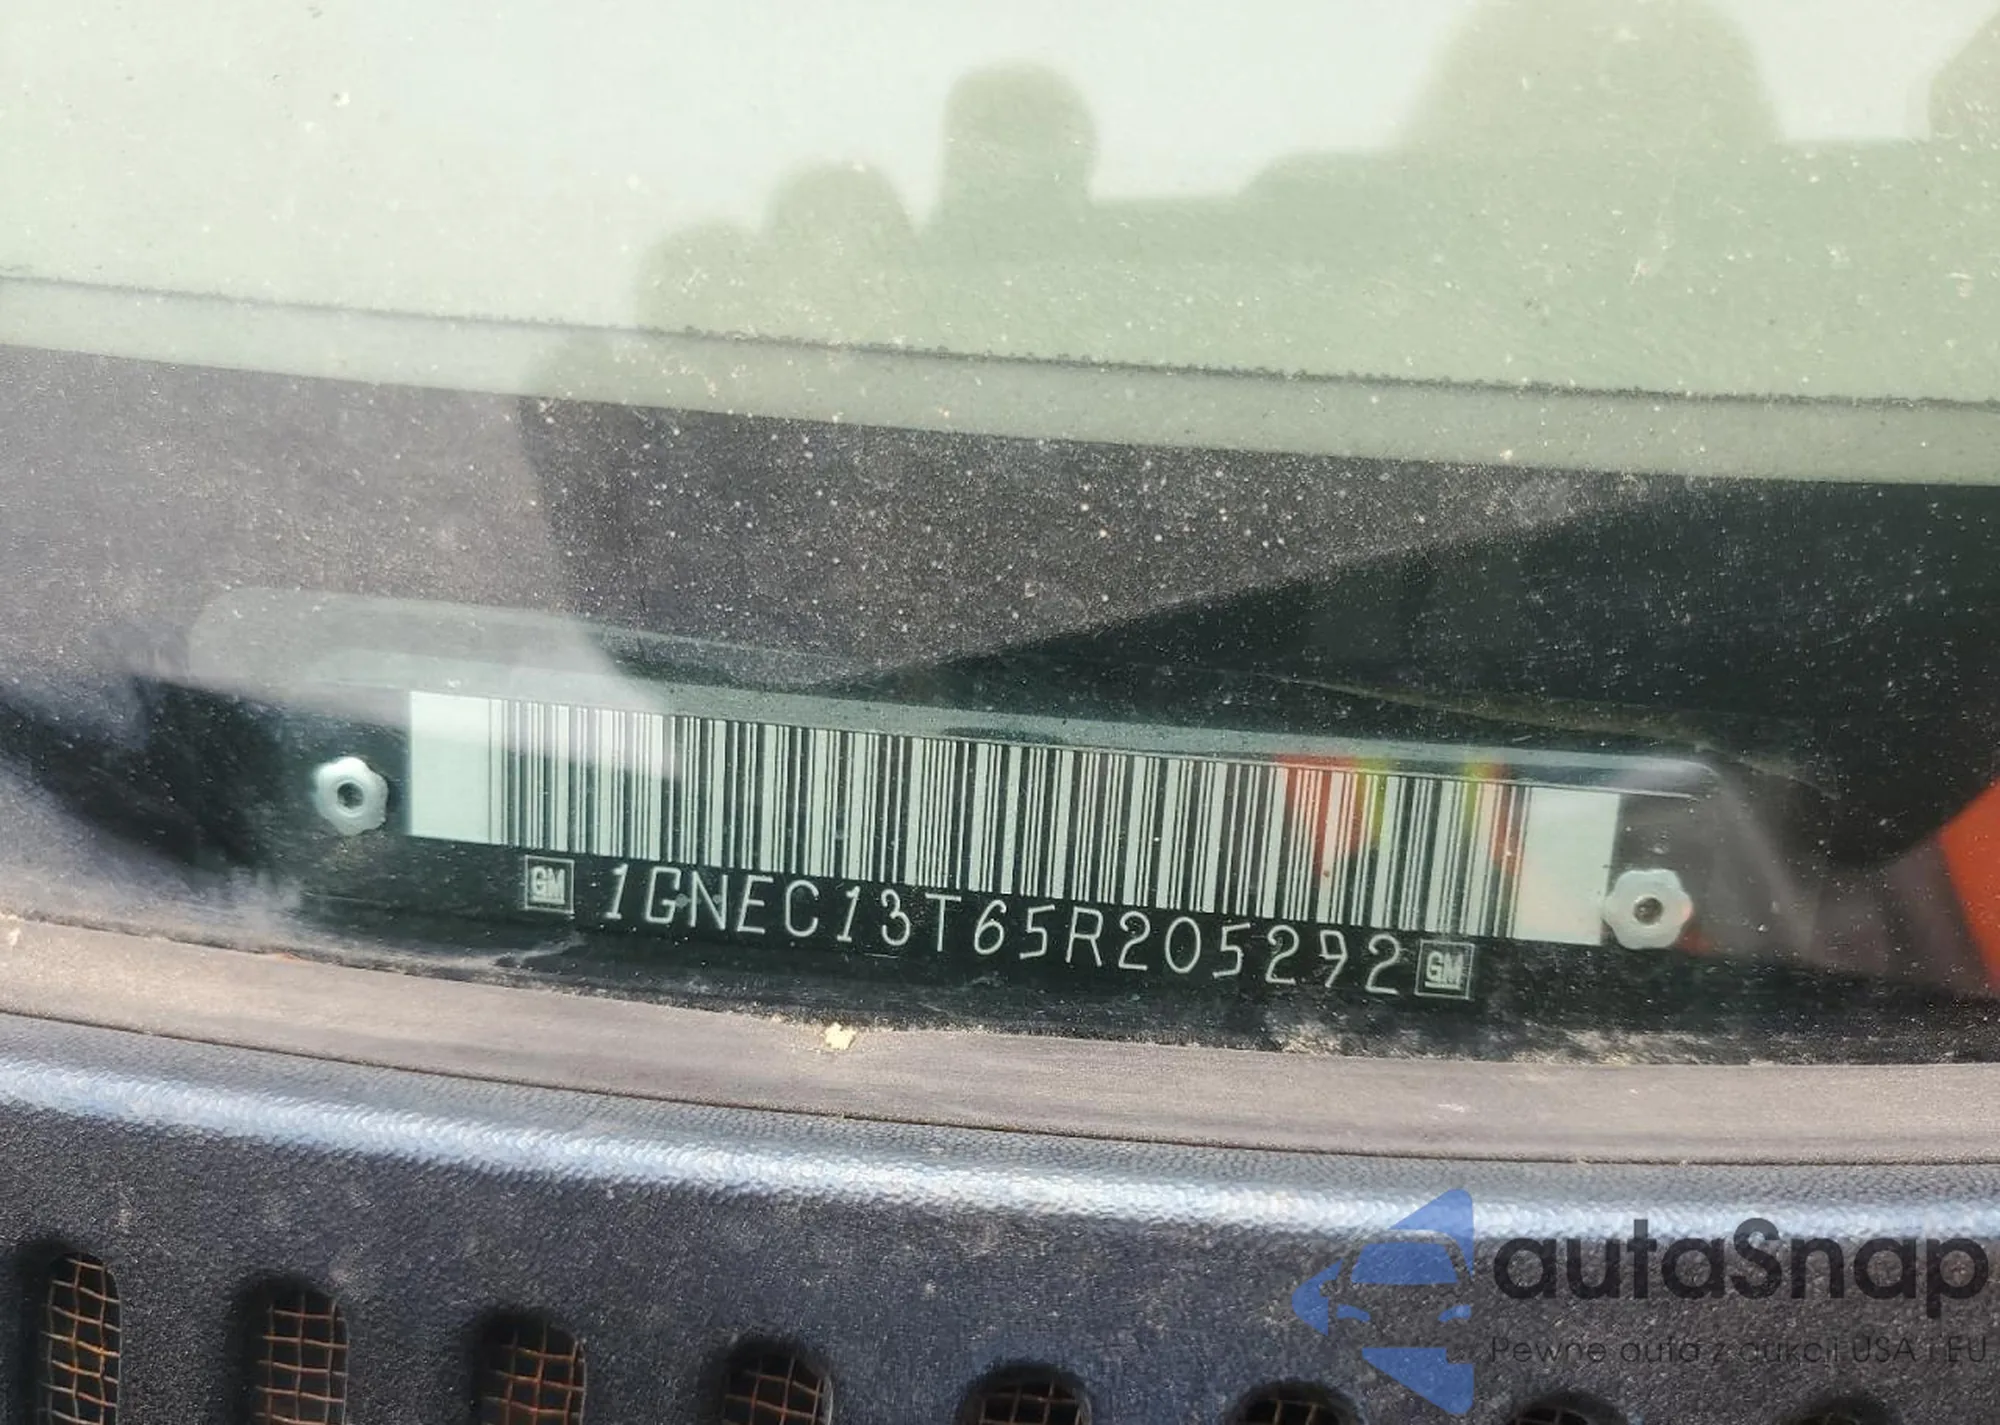 GM 1GNEC13T65R205292 GM
autaSnap
Pewne auta z aukcji USA i EU